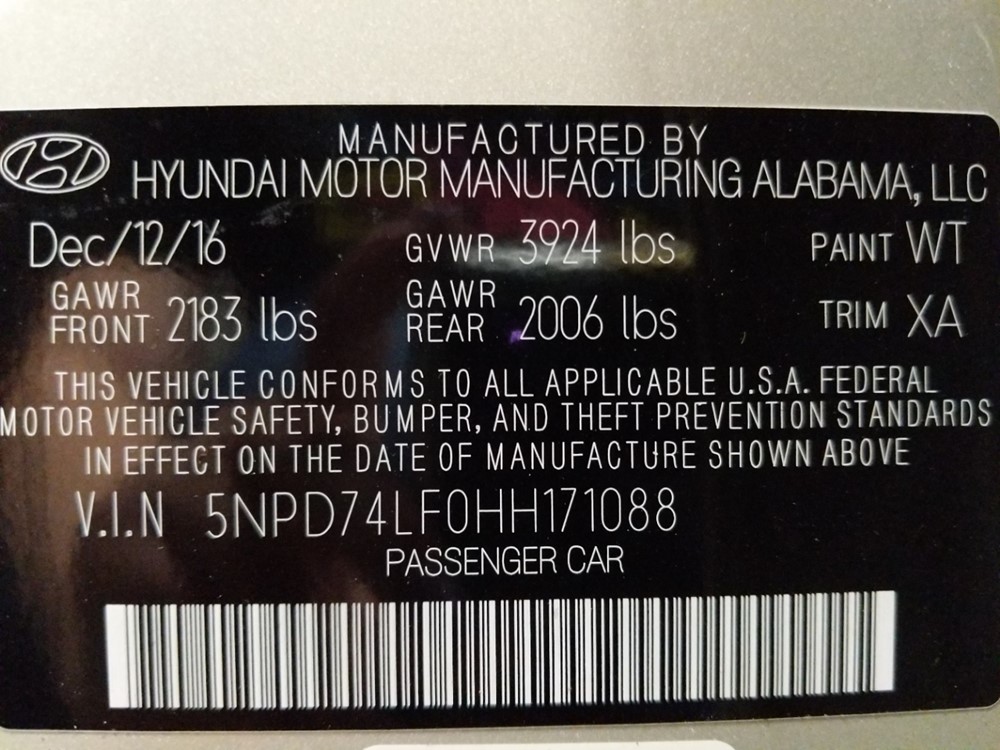 MANUFACTURED BY
HYUNDAI MOTOR MANUFACTURING ALABAMA, LLC
Dec/12/16 GVWR 3924 lbs PAINT WT
GAWR FRONT 2183 lbs GAWR REAR 2006 lbs TRIM XA
THIS VEHICLE CONFORMS TO ALL APPLICABLE U.S.A. FEDERAL
MOTOR VEHICLE SAFETY, BUMPER, AND THEFT PREVENTION STANDARDS
IN EFFECT ON THE DATE OF MANUFACTURE SHOWN ABOVE
V.I.N 5NPD74LF0HH171088
PASSENGER CAR